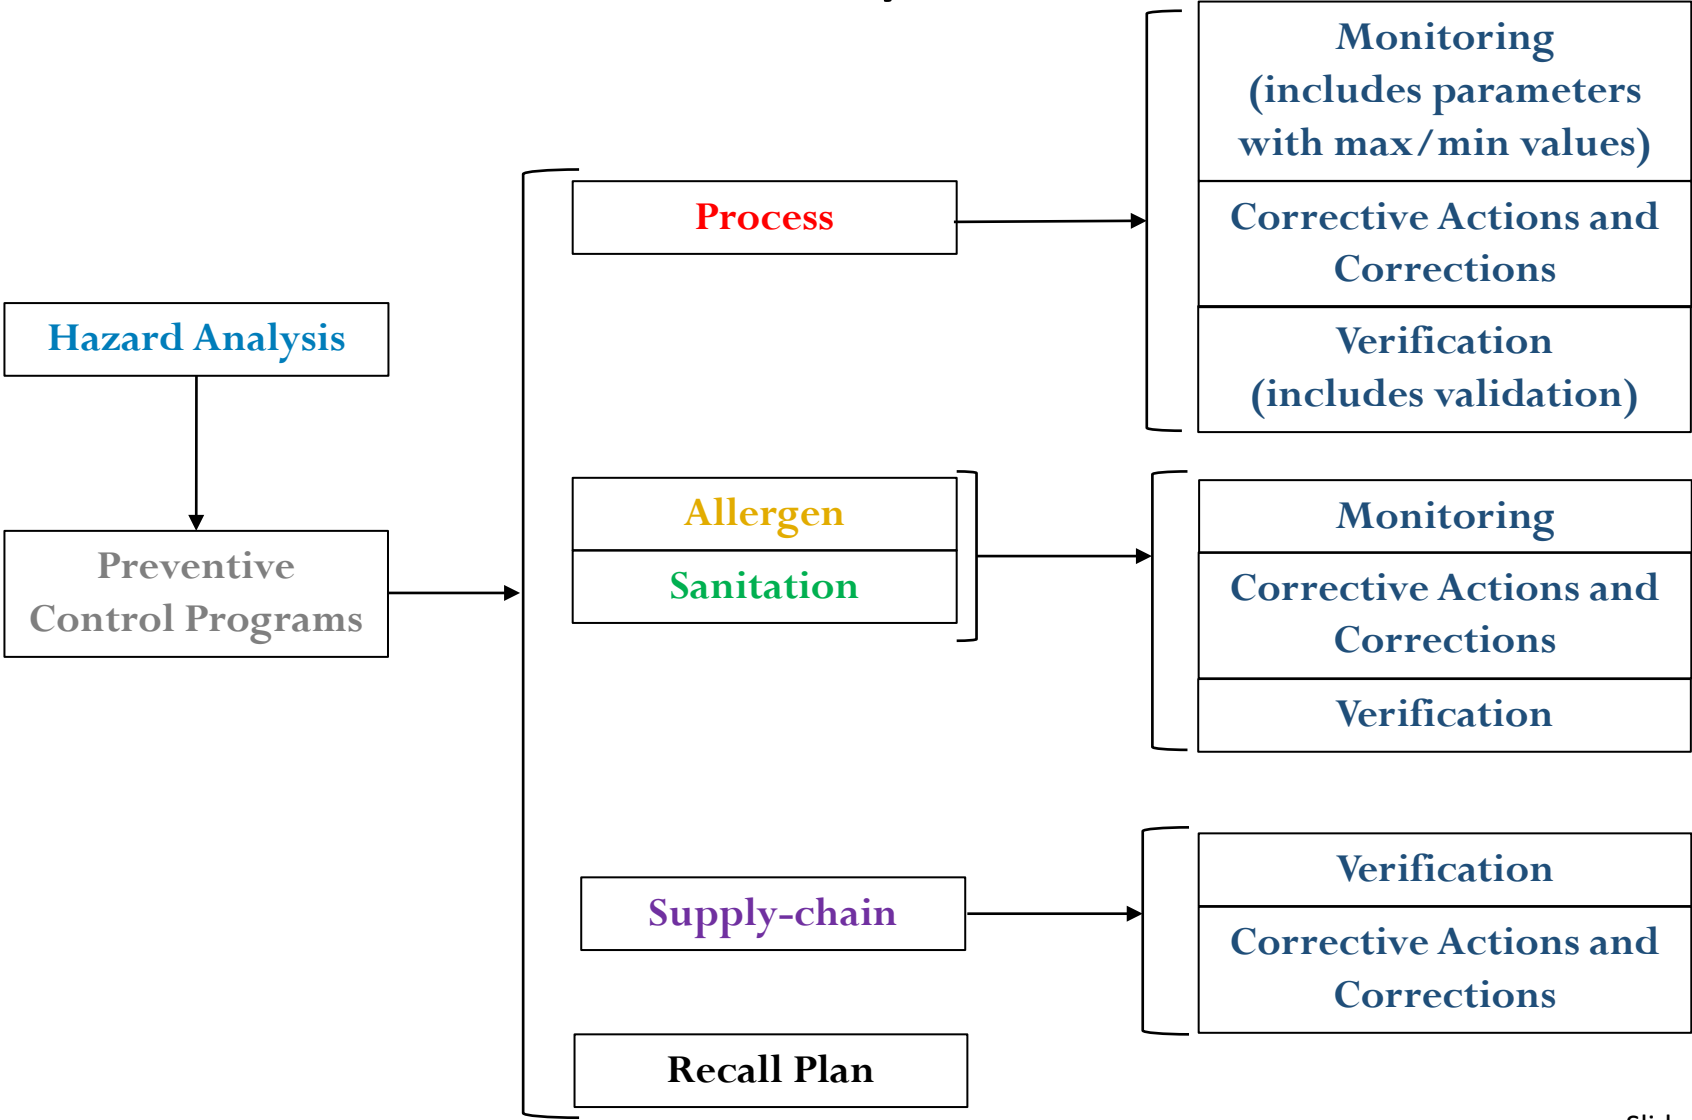 Hazard Analysis
Preventive
Control Programs
Process
Allergen
Sanitation
Supply-chain
Recall Plan
Monitoring
(includes parameters
with max/min values)
Corrective Actions and
Corrections
Verification
(includes validation)
Monitoring
Corrective Actions and
Corrections
Verification
Verification
Corrective Actions and
Corrections